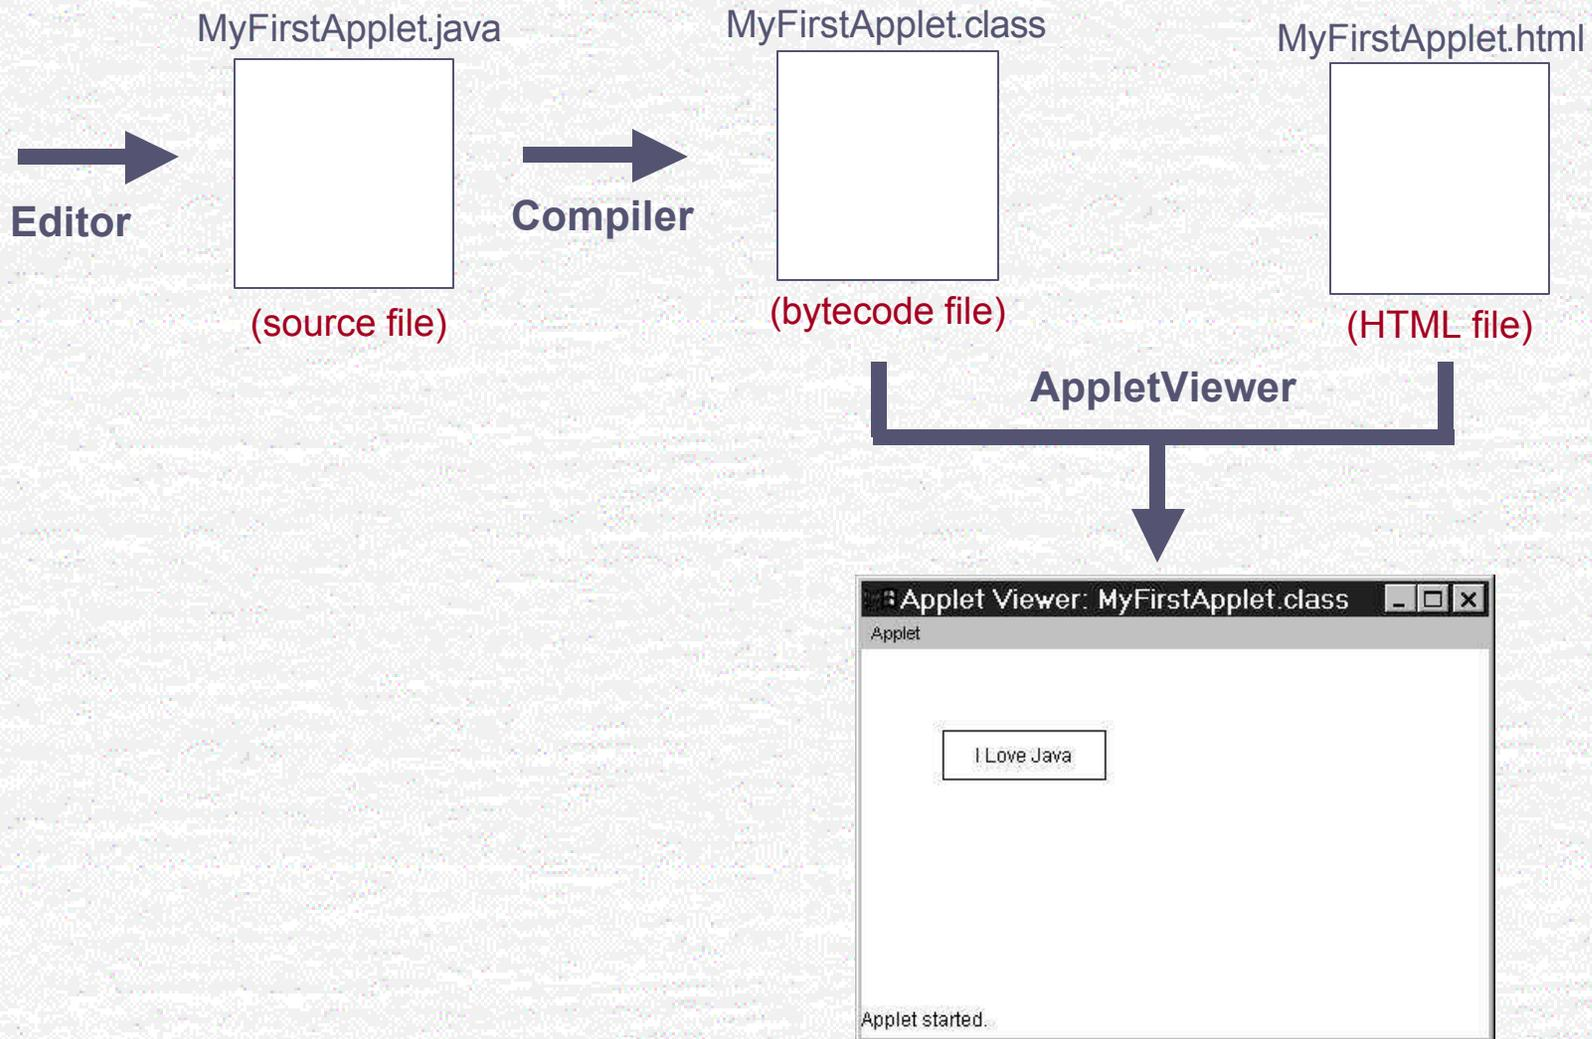 MyFirstApplet.java
MyFirstApplet.class
MyFirstApplet.html
Editor
Compiler
(source file)
(bytecode file)
(HTML file)
AppletViewer
Applet Viewer: MyFirstApplet.class
Applet
I Love Java
Applet started.